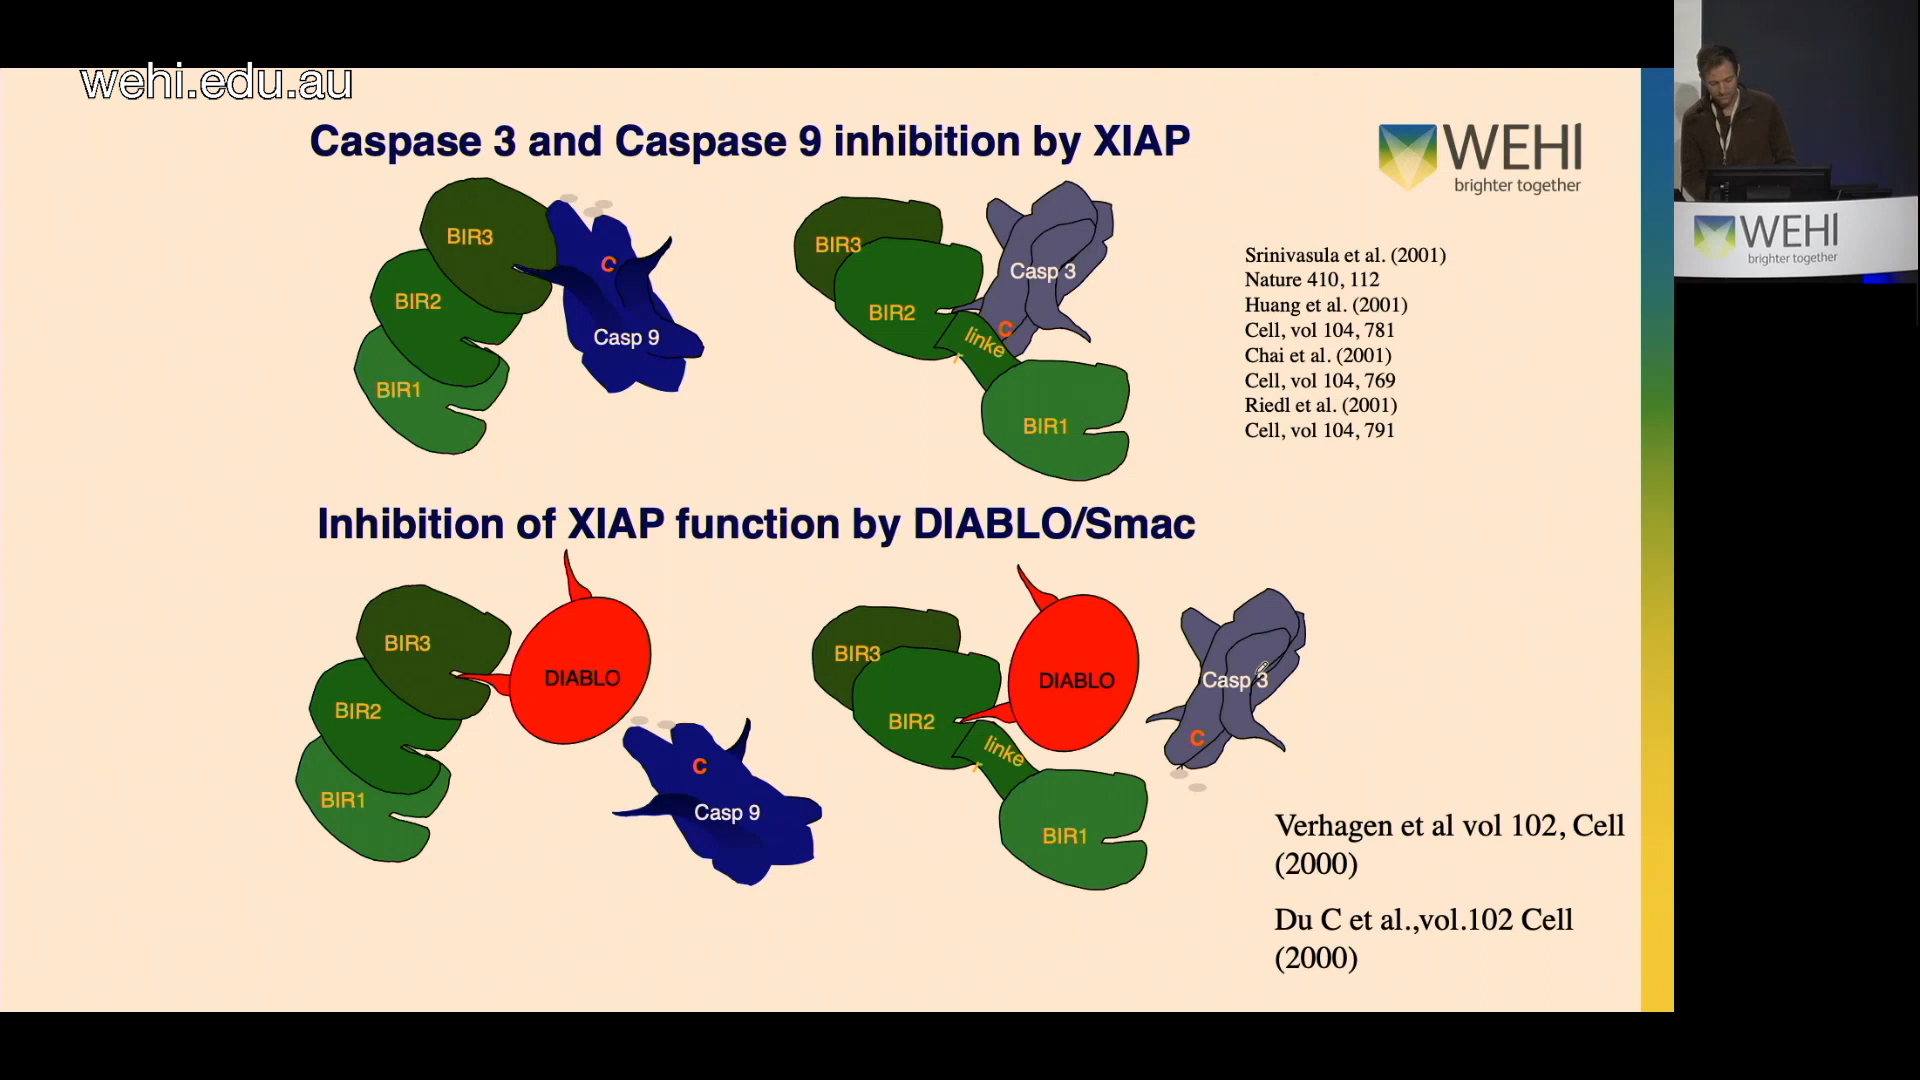 wehi.edu.au
Caspase 3 and Caspase 9 inhibition by XIAP
WEHI
brighter together
BIR3
C
BIR2
Casp 9
BIR1
BIR3
Casp 3
BIR2
C
linke
r
BIR1
Srinivasula et al. (2001)
Nature 410, 112
Huang et al. (2001)
Cell, vol 104, 781
Chai et al. (2001)
Cell, vol 104, 769
Riedl et al. (2001)
Cell, vol 104, 791
WEHI
brighter together
Inhibition of XIAP function by DIABLO/Smac
BIR3
DIABLO
BIR2
C
BIR1
Casp 9
BIR3
DIABLO
Casp 3
BIR2
C
linke
r
BIR1
Verhagen et al vol 102, Cell
(2000)
Du C et al.,vol.102 Cell
(2000)